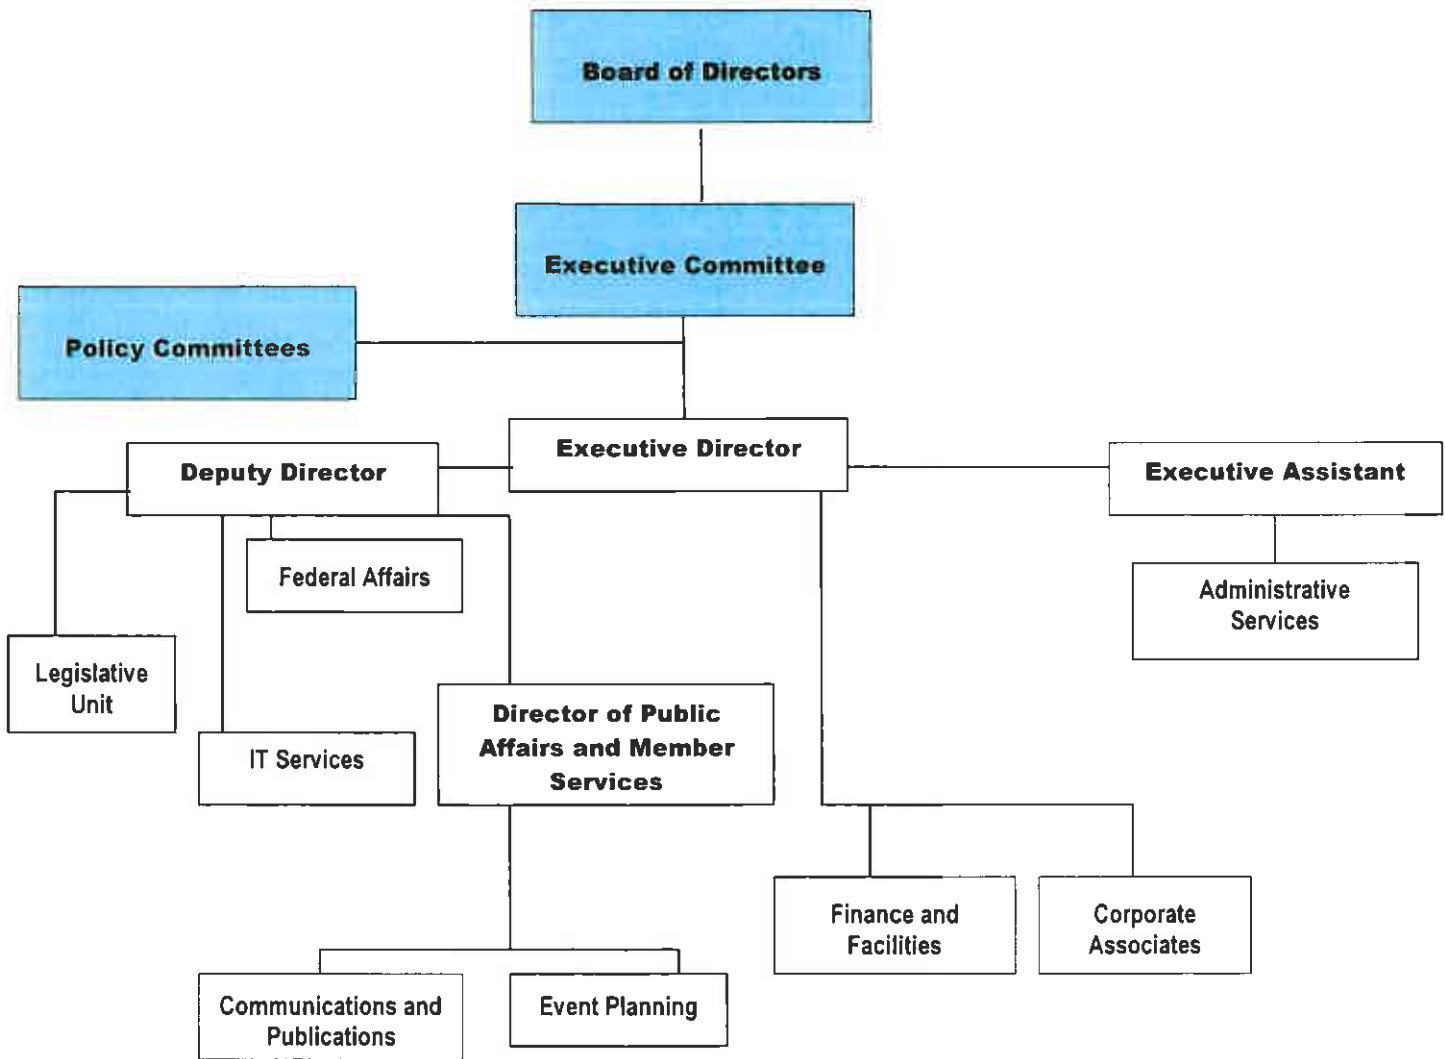 Board of Directors
Executive Committee
Policy Committees
Executive Director
Deputy Director
Executive Assistant
Federal Affairs
Administrative
Services
Legislative
Unit
Director of Public
Affairs and Member
Services
IT Services
Finance and
Facilities
Corporate
Associates
Communications and
Publications
Event Planning